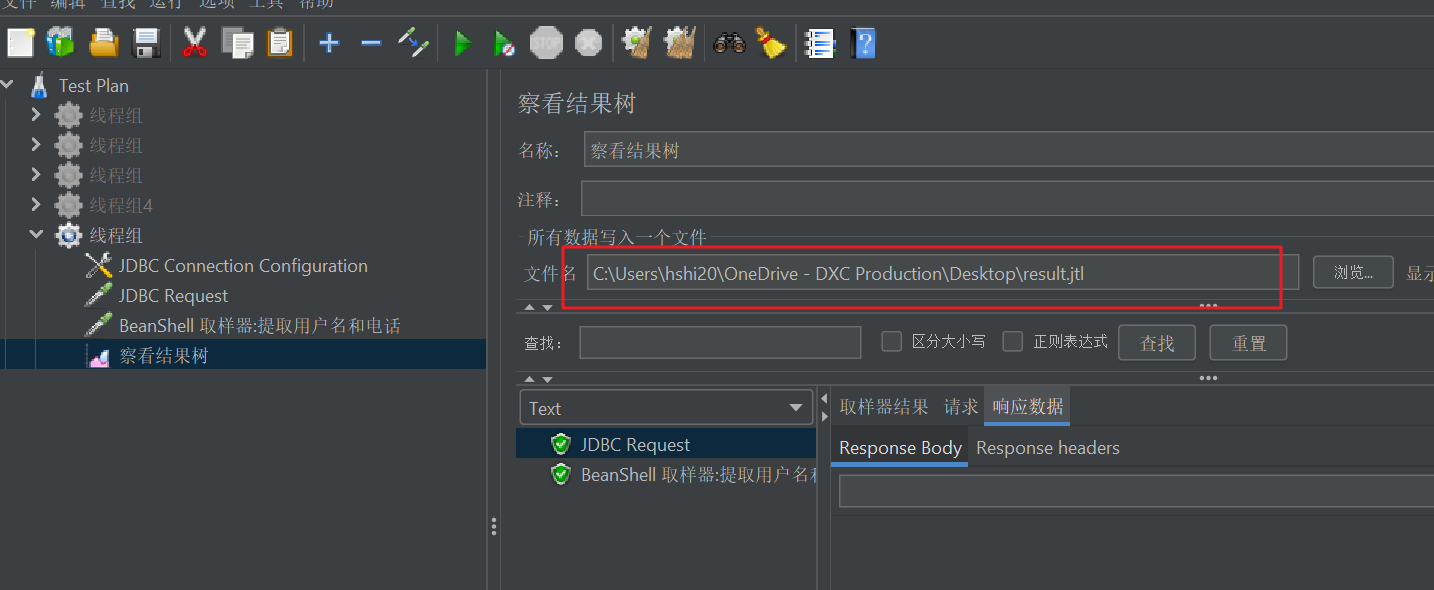 文件 编辑 查找 运行 选项 工具 帮助
STOP
?
Test Plan
线程组
线程组
线程组
线程组4
线程组
JDBC Connection Configuration
JDBC Request
BeanShell 取样器:提取用户名和电话
察看结果树
察看结果树
名称： 察看结果树
注释：
所有数据写入一个文件
文件名 C:\Users\hshi20\OneDrive - DXC Production\Desktop\result.jtl 浏览... 显示
查找： 区分大小写 正则表达式 查找 重置
Text
JDBC Request
BeanShell 取样器:提取用户名和
取样器结果 请求 响应数据
Response Body Response headers